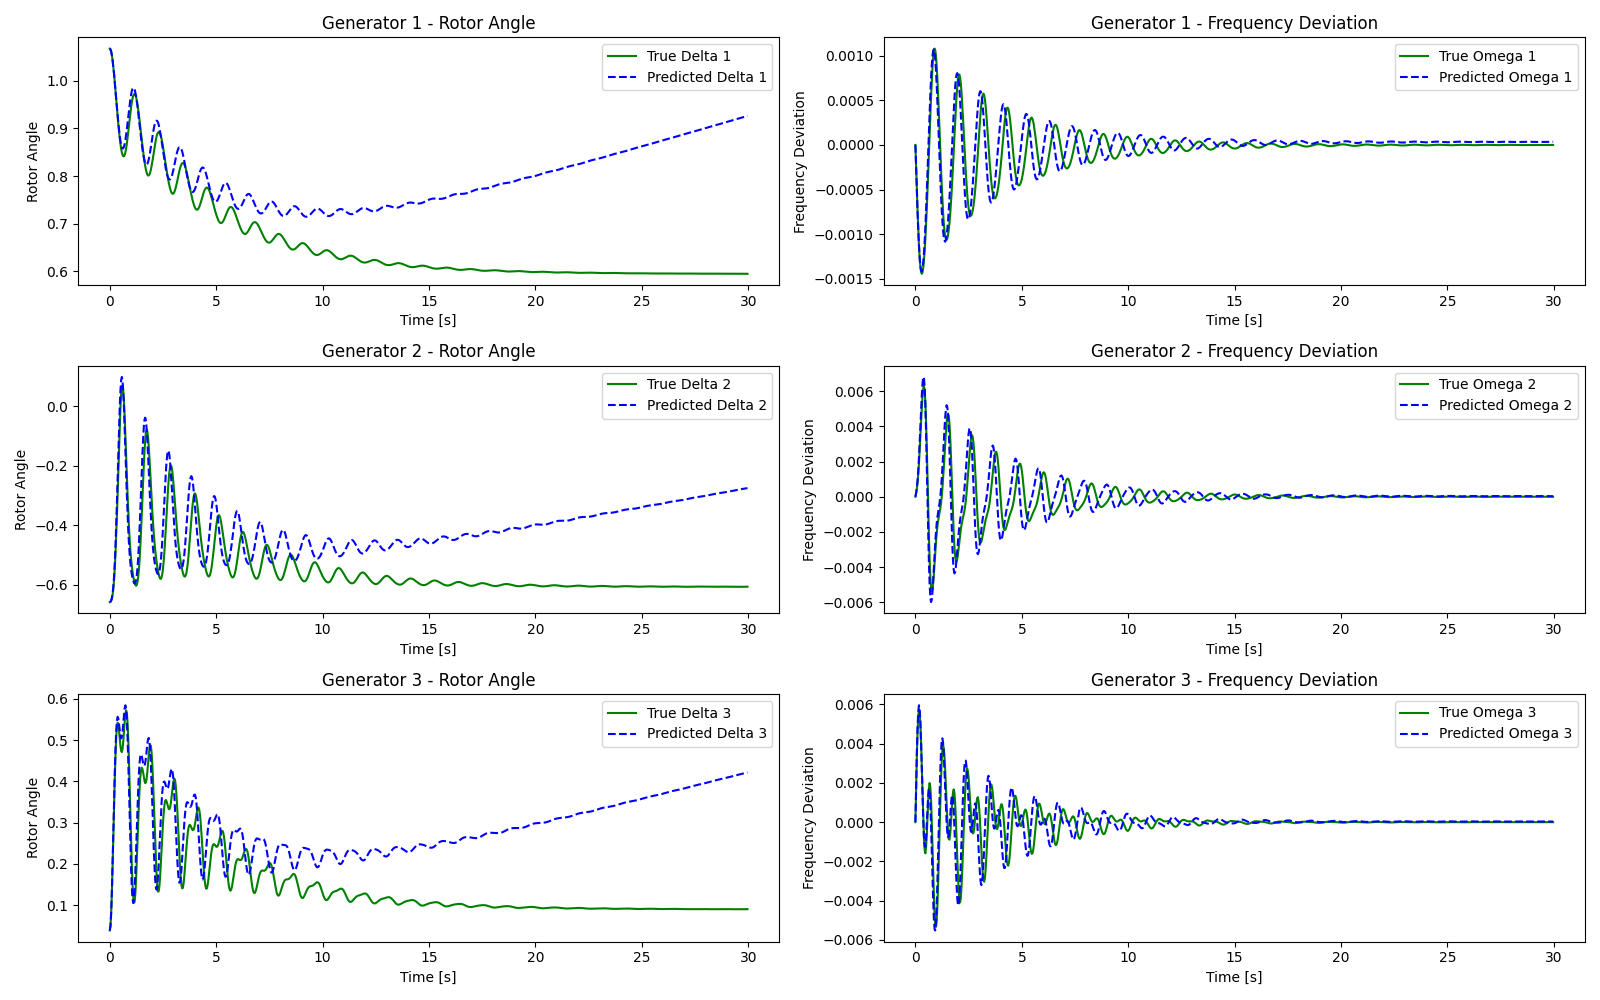 Generator 1 - Rotor Angle
Rotor Angle
1.0
0.9
0.8
0.7
0.6
True Delta 1
Predicted Delta 1
0 5 10 15 20 25 30
Time [s]
Generator 1 - Frequency Deviation
Frequency Deviation
0.0010
0.0005
0.0000
−0.0005
−0.0010
−0.0015
True Omega 1
Predicted Omega 1
0 5 10 15 20 25 30
Time [s]
Generator 2 - Rotor Angle
Rotor Angle
0.0
−0.2
−0.4
−0.6
True Delta 2
Predicted Delta 2
0 5 10 15 20 25 30
Time [s]
Generator 2 - Frequency Deviation
Frequency Deviation
0.006
0.004
0.002
0.000
−0.002
−0.004
−0.006
True Omega 2
Predicted Omega 2
0 5 10 15 20 25 30
Time [s]
Generator 3 - Rotor Angle
Rotor Angle
0.6
0.5
0.4
0.3
0.2
0.1
True Delta 3
Predicted Delta 3
0 5 10 15 20 25 30
Time [s]
Generator 3 - Frequency Deviation
Frequency Deviation
0.006
0.004
0.002
0.000
−0.002
−0.004
−0.006
True Omega 3
Predicted Omega 3
0 5 10 15 20 25 30
Time [s]